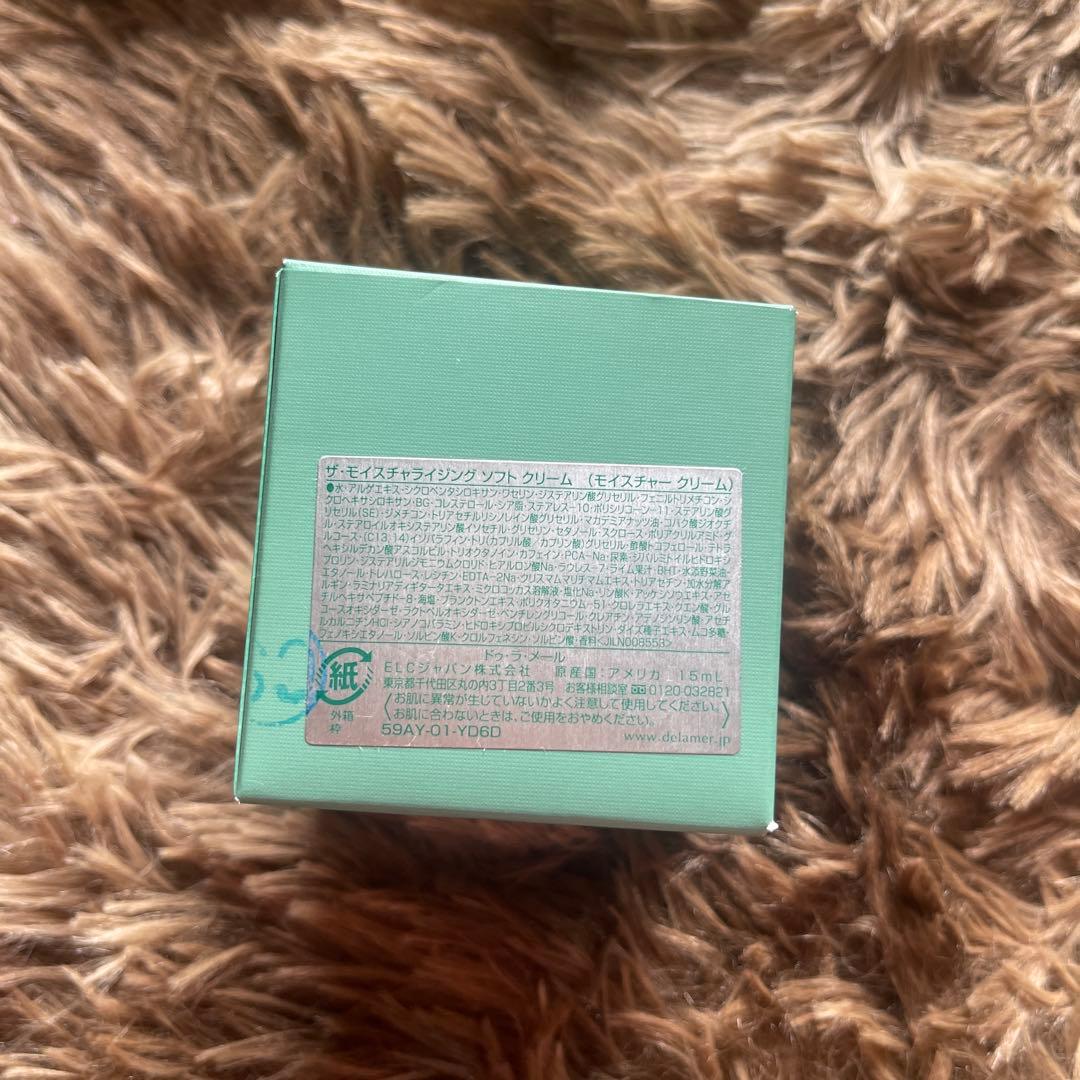 ザ・モイスチャライジング ソフト クリーム （モイスチャー クリーム）
●水・アルゲエキス・シクロペンタシロキサン・ワセリン・ジステアリン酸グリセリル・フェニルトリメチコン・シ
クロヘキシロキサン・BG・コレステロール・シア脂・ステアレス-10・ポリシリコーン-11・ステアリン酸グ
リセリル(SE)・ジメチコン・トリアセチルリシノレイン酸グリセリル・マカデミアナッツ油・コハク酸ジオクチ
ル・ステアロイルオキシステアリン酸イソセチル・グリセリン・セタノール・スクロース・ポリアクリルアミド・グ
ルコース・(C13,14)イソパラフィン・トリ(カプリル酸／カプリン酸)グリセリル・酢酸トコフェロール・テトラ
ヘキシルデカン酸アスコルビル・トリオクタノイン・カフェイン・PCA-Na・尿素・ジパルミトイルヒドロキシ
プロリン・ジステアリルジモニウムクロリド・ヒアルロン酸Na・ラウレス-7・ライム果汁・BHT・水添野菜油・
エタノール・トレハロース・レシチン・EDTA-2Na・クリスマムマリチマムエキス・トリアセチン・加水分解ア
ルギン・ラミナリアディギタータエキス・ミクロコッカス溶解液・塩化Na・リン酸K・アッケシソウエキス・アセ
チルヘキサペプチド-8・海塩・プランクトンエキス・ポリクオタニウム-51・クロレラエキス・クエン酸・グル
コースオキシダーゼ・ラクトペルオキシダーゼ・ペンチレングリコール・クレアチン・アデノシンリン酸・アセチ
ルカルニチンHCl・シアノコバラミン・ヒドロキシプロピルシクロデキストリン・ダイズ種子エキス・ムコ多糖・
フェノキシエタノール・ソルビン酸K・クロルフェネシン・ソルビン酸・香料<ILN008558>
ドゥ・ラ・メール
ELCジャパン株式会社 原産国：アメリカ 15mL
東京都千代田区丸の内3丁目2番3号 お客様相談室 0120-032821
〈お肌に異常が生じていないかよく注意して使用してください。
お肌に合わないときは、ご使用をおやめください。〉
紙
外箱
枠
59AY-01-YD6D
www.delamer.jp